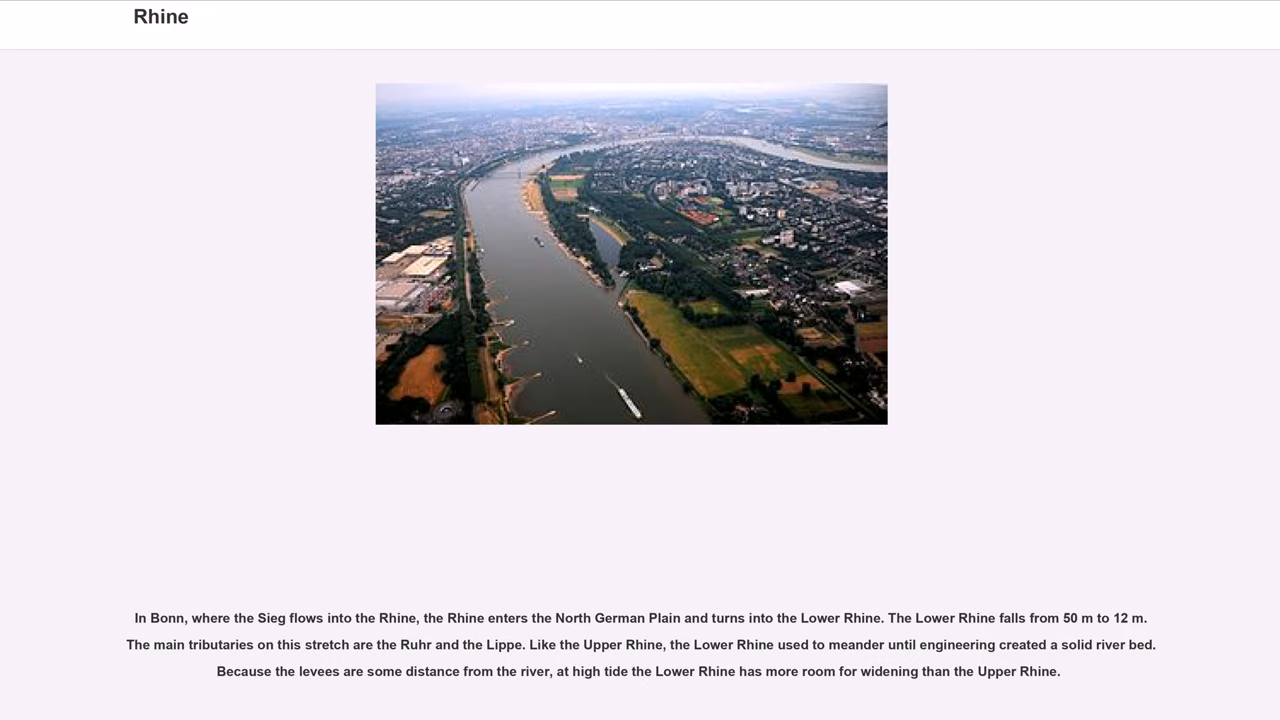 Rhine
In Bonn, where the Sieg flows into the Rhine, the Rhine enters the North German Plain and turns into the Lower Rhine. The Lower Rhine falls from 50 m to 12 m.
The main tributaries on this stretch are the Ruhr and the Lippe. Like the Upper Rhine, the Lower Rhine used to meander until engineering created a solid river bed.
Because the levees are some distance from the river, at high tide the Lower Rhine has more room for widening than the Upper Rhine.